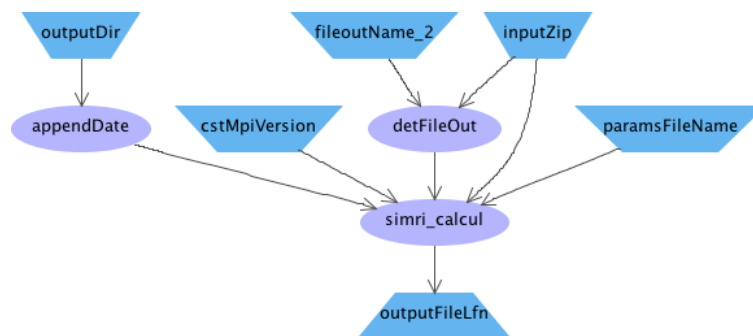 outputDir
fileoutName_2
inputZip
appendDate
cstMpiVersion
detFileOut
paramsFileName
simri_calcul
outputFileLfn